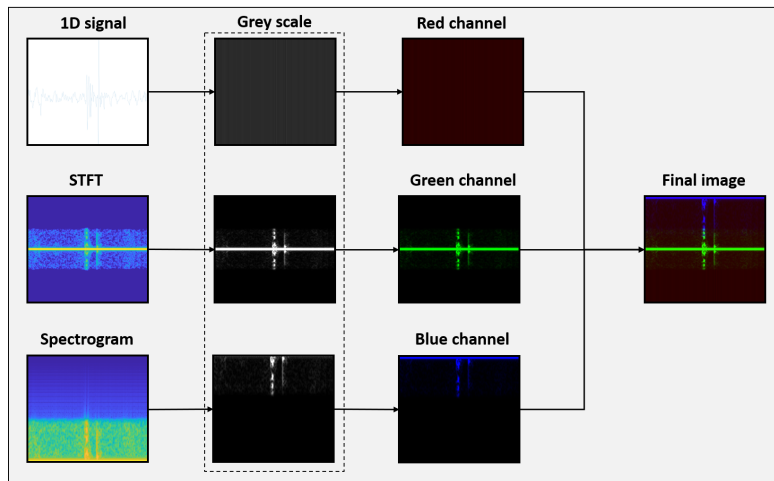 1D signal
Grey scale
Red channel
STFT
Green channel
Final image
Spectrogram
Blue channel